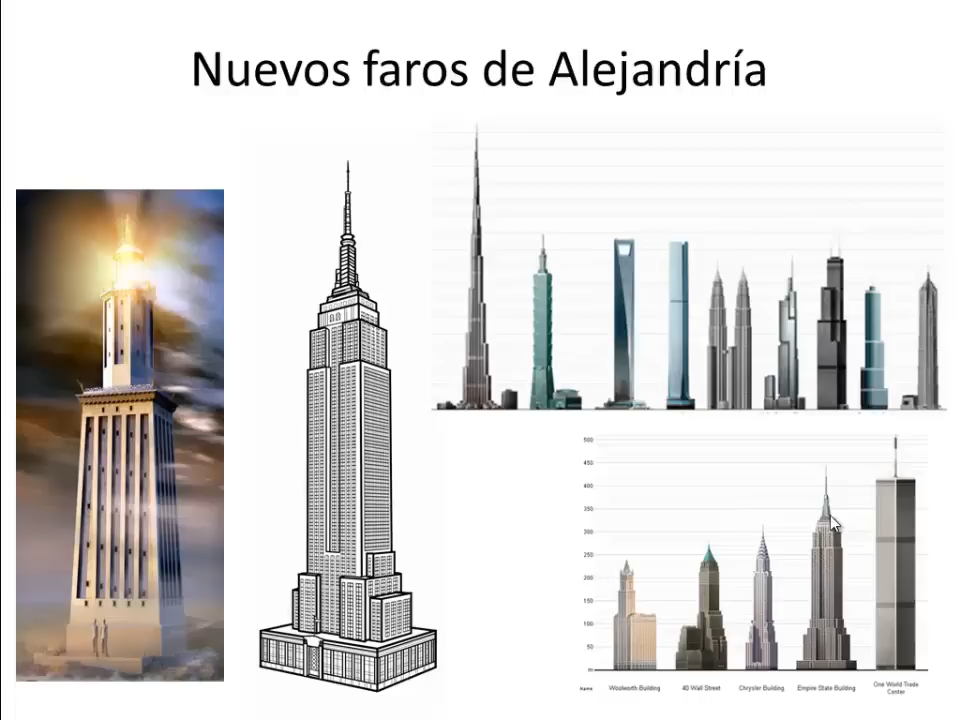 Nuevos faros de Alejandría
500
450
400
350
300
250
200
150
100
50
Name
Woolworth Building
40 Wall Street
Chrysler Building
Empire State Building
One World Trade
Center